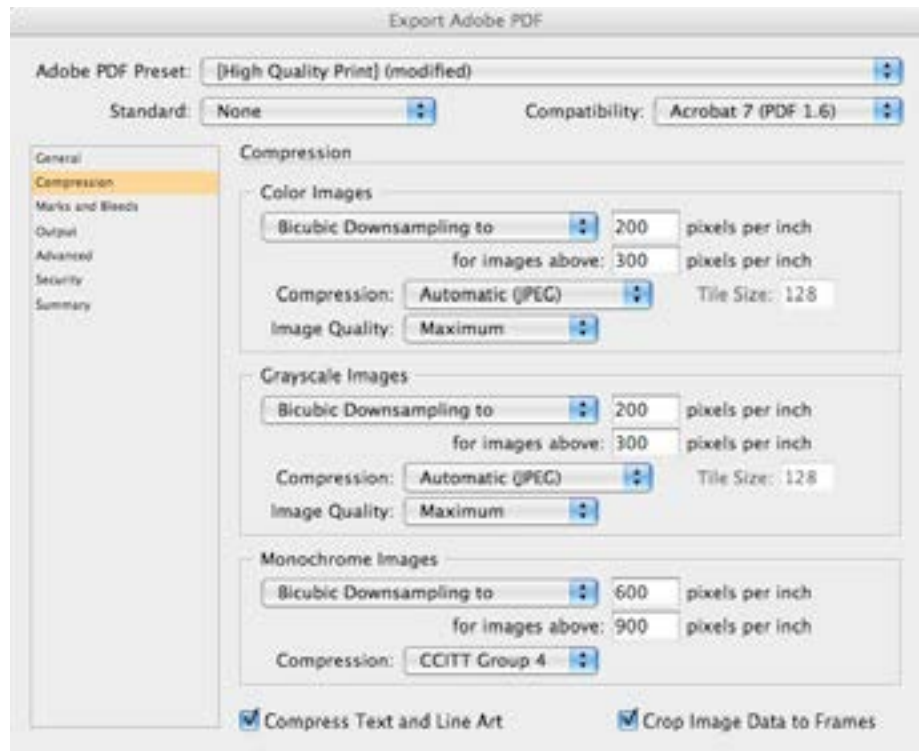 Export Adobe PDF
Adobe PDF Preset: [High Quality Print] (modified)
Standard: None Compatibility: Acrobat 7 (PDF 1.6)
General
Compression
Marks and Bleeds
Output
Advanced
Security
Summary
Compression
Color Images
Bicubic Downsampling to 200 pixels per inch
for images above: 300 pixels per inch
Compression: Automatic (JPEG) Tile Size: 128
Image Quality: Maximum
Grayscale Images
Bicubic Downsampling to 200 pixels per inch
for images above: 300 pixels per inch
Compression: Automatic (JPEG) Tile Size: 128
Image Quality: Maximum
Monochrome Images
Bicubic Downsampling to 600 pixels per inch
for images above: 900 pixels per inch
Compression: CCITT Group 4
Compress Text and Line Art Crop Image Data to Frames